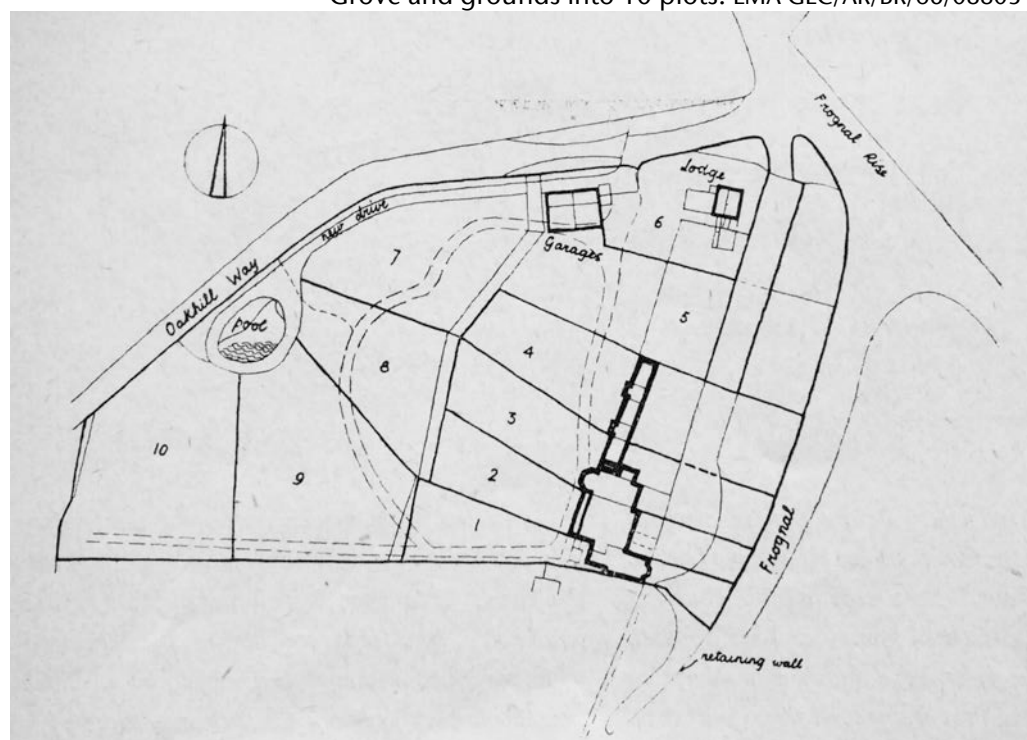 Grove and grounds into 10 plots. LMA GLC/AR/BR/06/08805
Frognal Rise
Lodge
6
Garages
New drive
7
Oakhill Way
Pool
5
4
8
3
10
9
2
1
Frognal
retaining wall